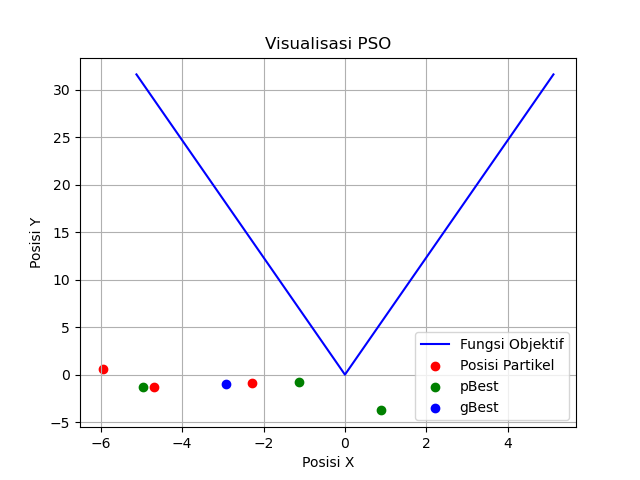 Visualisasi PSO
Posisi Y
30
25
20
15
10
5
0
−5
−6
−4
−2
0
2
4
Posisi X
Fungsi Objektif
Posisi Partikel
pBest
gBest